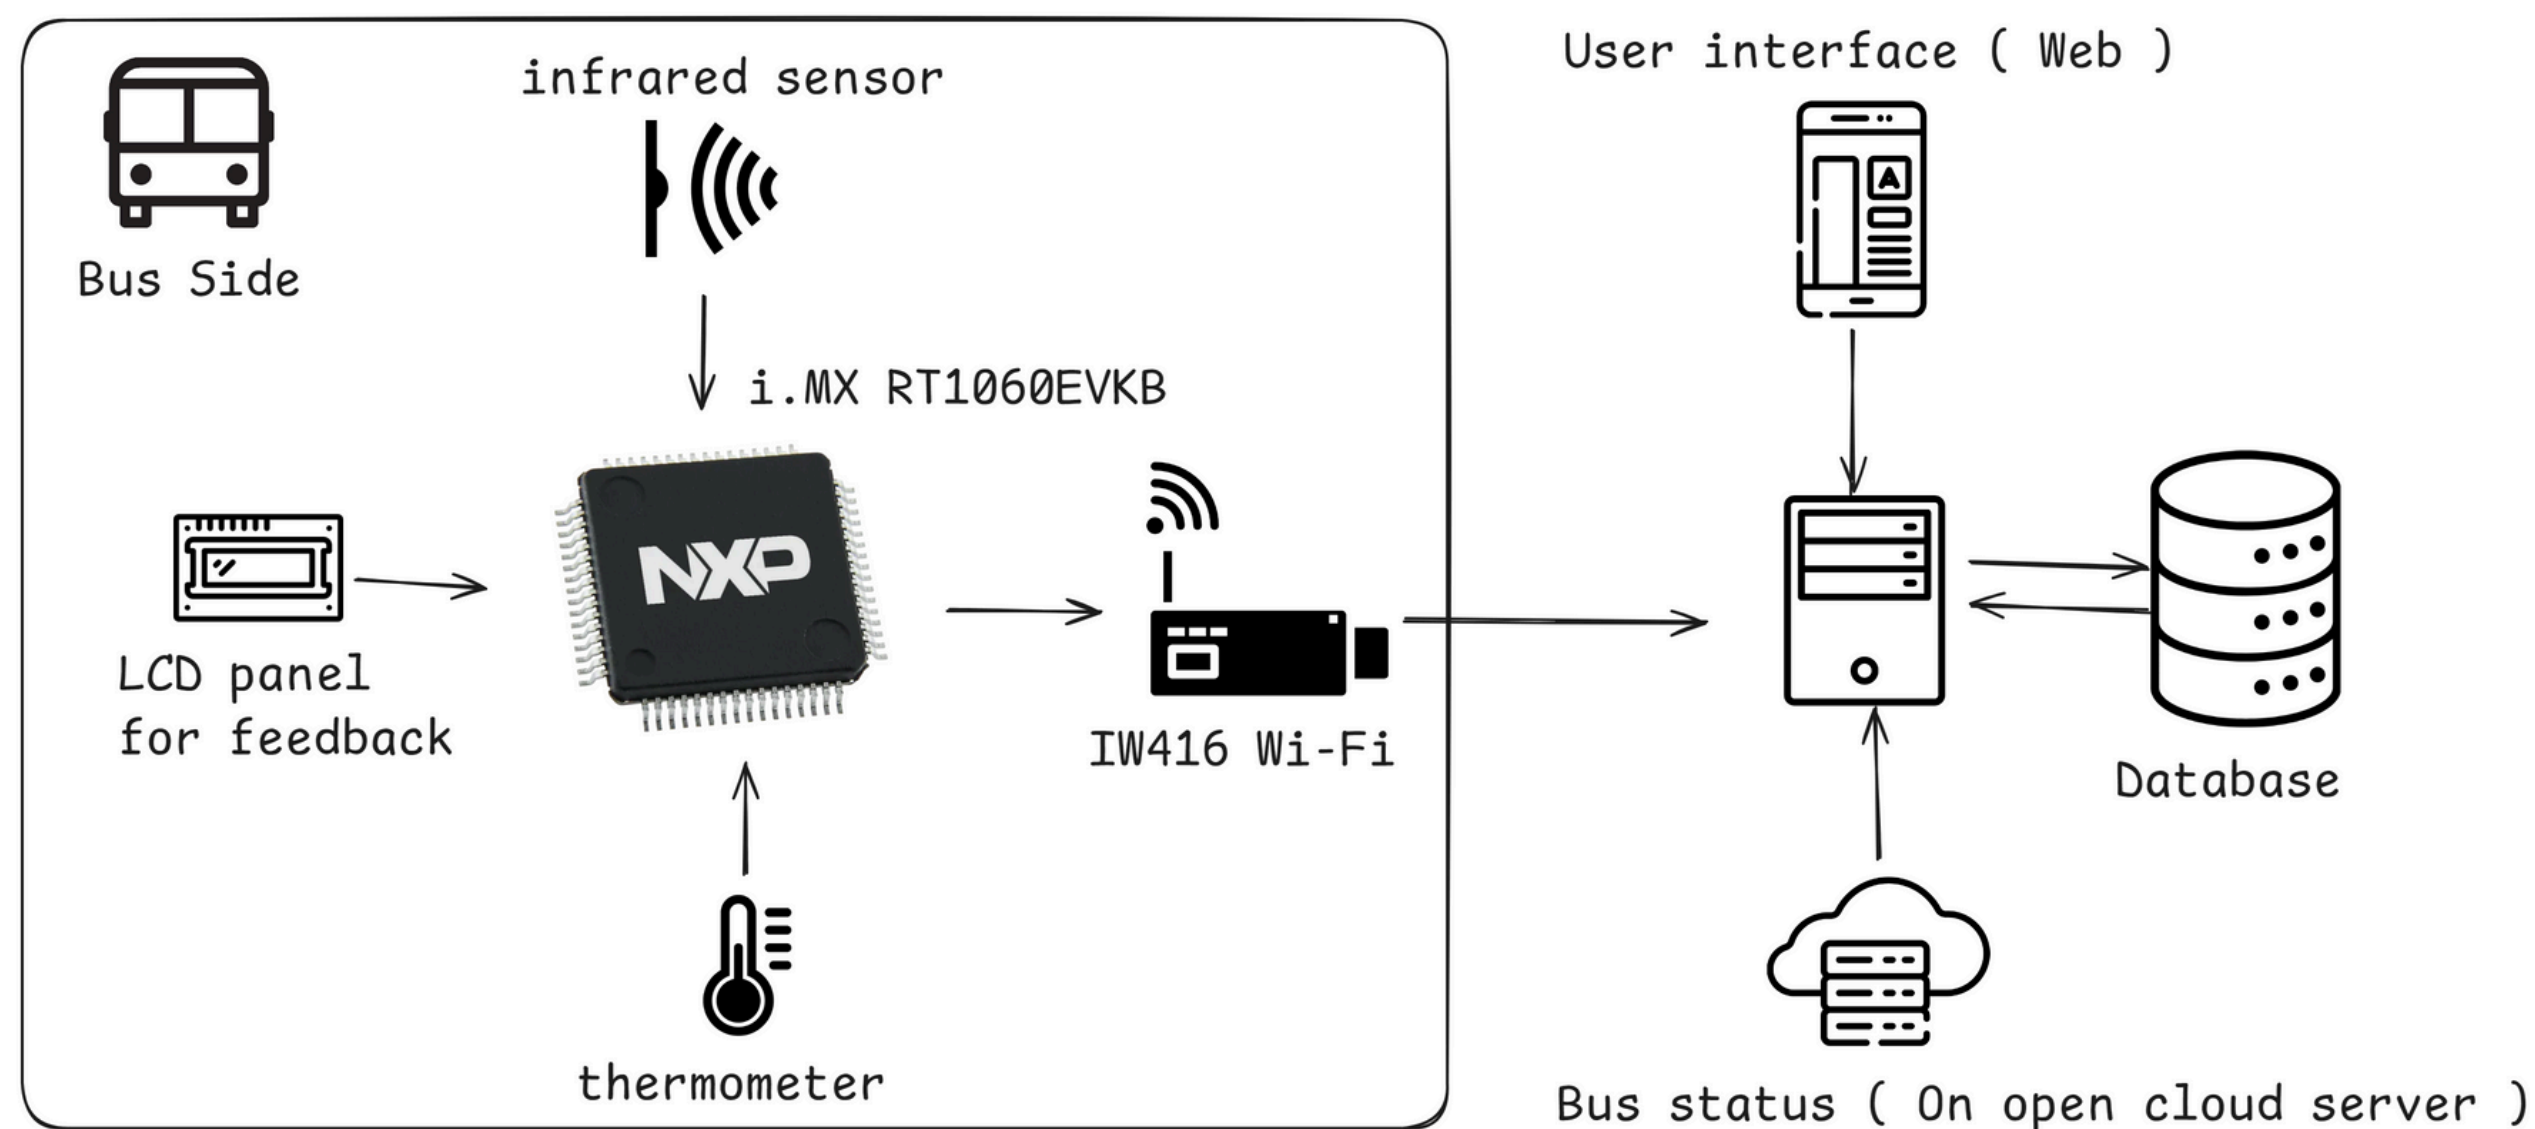 infrared sensor
Bus Side
i.MX RT1060EVKB
NXP
LCD panel
for feedback
IW416 Wi-Fi
thermometer
User interface ( Web )
A
Database
Bus status ( On open cloud server )